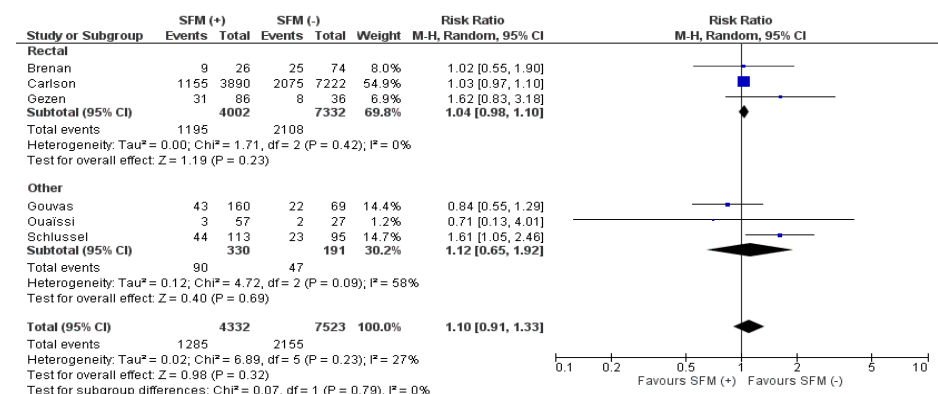 SFM (+) SFM (-) Risk Ratio Risk Ratio
Study or Subgroup Events Total Events Total Weight M-H, Random, 95% CI M-H, Random, 95% CI
Rectal
Brenan 9 26 25 74 8.0% 1.02 [0.55, 1.90]
Carlson 1155 3890 2075 7222 54.9% 1.03 [0.97, 1.10]
Gezen 31 86 8 36 6.9% 1.62 [0.83, 3.18]
Subtotal (95% CI) 4002 7332 69.8% 1.04 [0.98, 1.10]
Total events 1195 2108
Heterogeneity: Tau² = 0.00; Chi² = 1.71, df = 2 (P = 0.42); I² = 0%
Test for overall effect: Z = 1.19 (P = 0.23)
Other
Gouvas 43 160 22 69 14.4% 0.84 [0.55, 1.29]
Ouaïssi 3 57 2 27 1.2% 0.71 [0.13, 4.01]
Schlussel 44 113 23 95 14.7% 1.61 [1.05, 2.46]
Subtotal (95% CI) 330 191 30.2% 1.12 [0.65, 1.92]
Total events 90 47
Heterogeneity: Tau² = 0.12; Chi² = 4.72, df = 2 (P = 0.09); I² = 58%
Test for overall effect: Z = 0.40 (P = 0.69)
Total (95% CI) 4332 7523 100.0% 1.10 [0.91, 1.33]
Total events 1285 2155
Heterogeneity: Tau² = 0.02; Chi² = 6.89, df = 5 (P = 0.23); I² = 27%
Test for overall effect: Z = 0.98 (P = 0.32)
Test for subgroup differences: Chi² = 0.07, df = 1 (P = 0.79), I² = 0%
0.1 0.2 0.5 1 2 5 10
Favours SFM (+) Favours SFM (-)